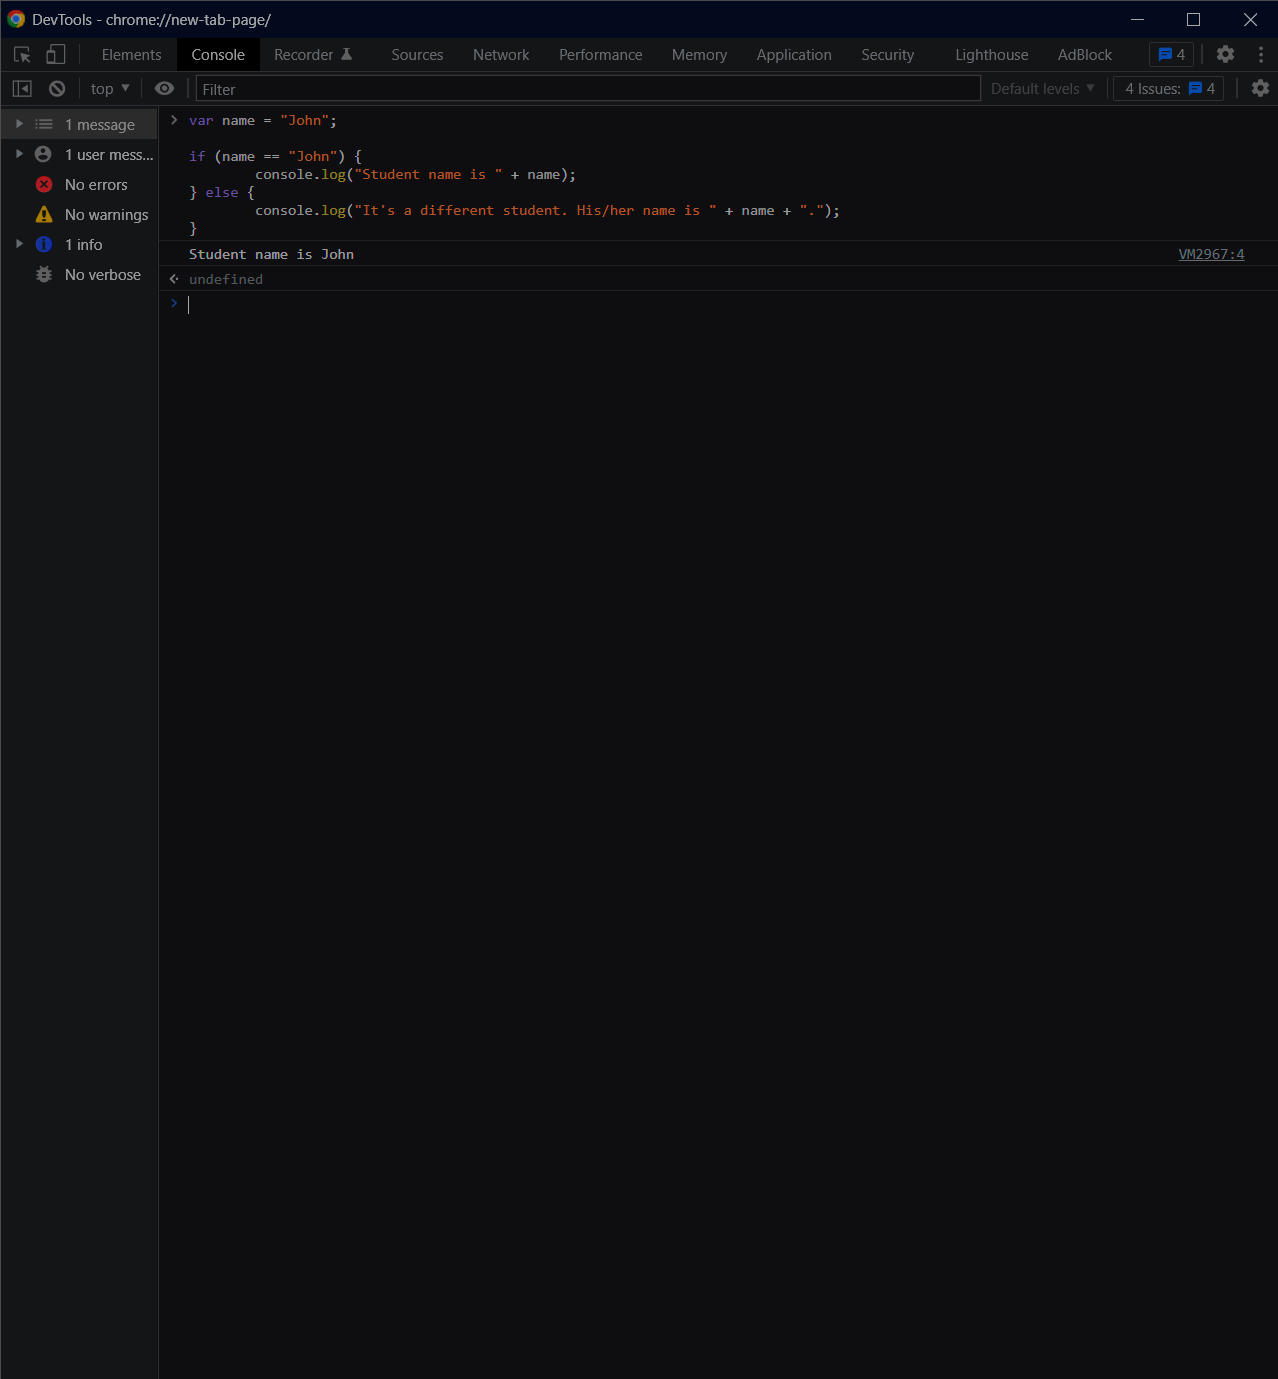 DevTools - chrome://new-tab-page/
Elements Console Recorder Sources Network Performance Memory Application Security Lighthouse AdBlock 4
top Filter Default levels 4 Issues: 4
1 message
1 user mess...
No errors
No warnings
1 info
No verbose
var name = "John";
if (name == "John") {
console.log("Student name is " + name);
} else {
console.log("It's a different student. His/her name is " + name + ".");
}
Student name is John VM2967:4
undefined